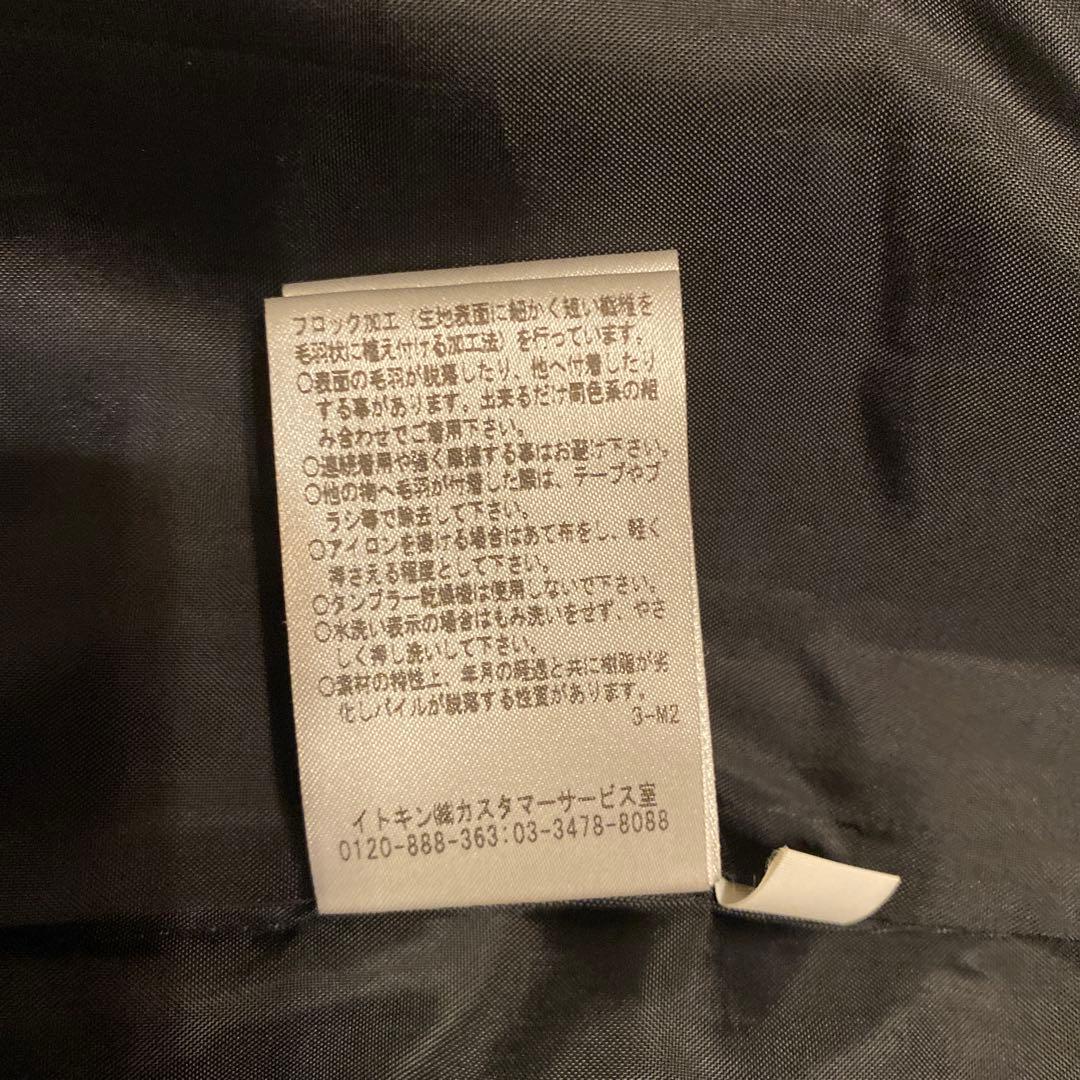 フロック加工（生地表面に細かく短い繊維を
毛羽状に植え付ける加工法）を行っています。
○表面の毛羽が脱落したり、他へ付着したり
する事があります。出来るだけ同色系の組
み合わせでご着用下さい。
○連続着用や強く摩擦する事はお避け下さい。
○他の物へ毛羽が付着した際は、テープやブ
ラシ等で除去して下さい。
○アイロンを掛ける場合はあて布をし、軽く
押さえる程度として下さい。
○タンブラー乾燥機は使用しないで下さい。
○水洗い表示の場合はもみ洗いをせず、やさ
しく押し洗いして下さい。
○素材の特性上、年月の経過と共に樹脂が劣
化しパイルが脱落する性質があります。
3-M2
イトキン㈱カスタマーサービス室
0120-888-363:03-3478-8088